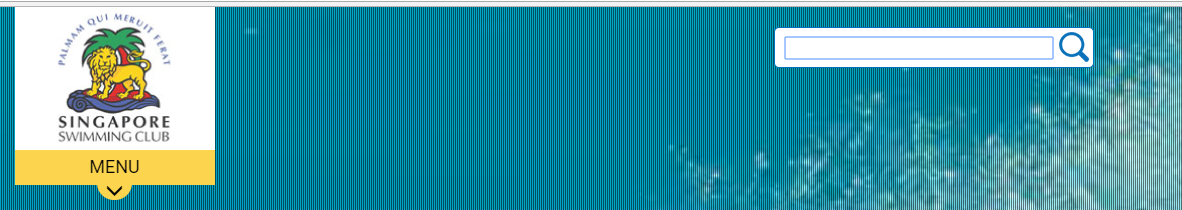 PALMAM QUI MERUIT FERAT
SINGAPORE
SWIMMING CLUB
MENU